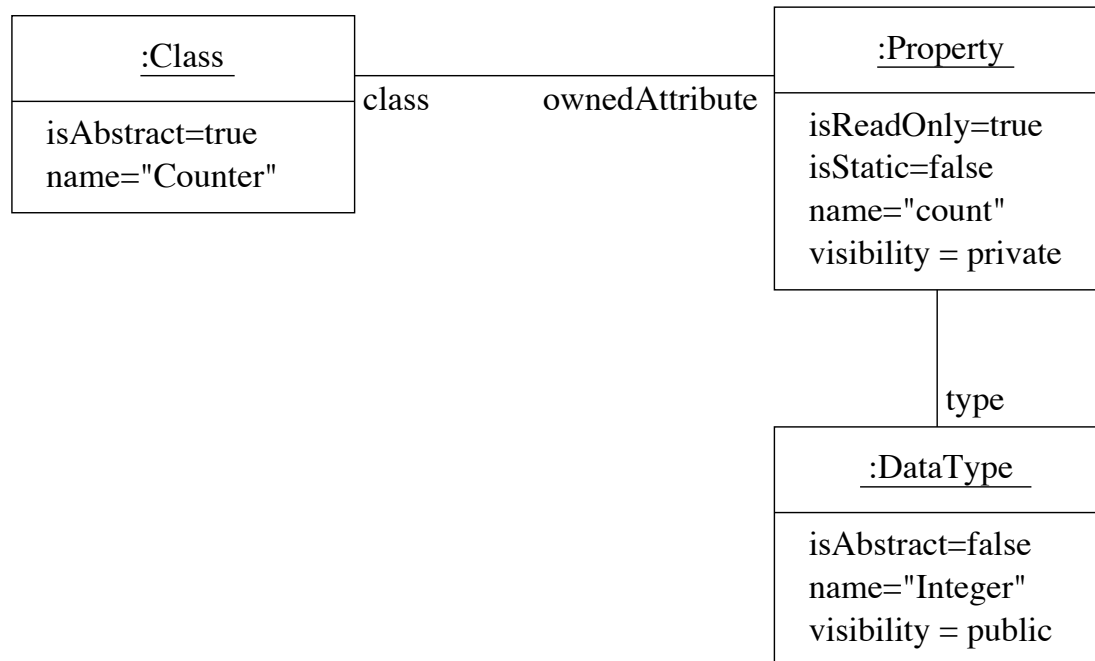 :Class
isAbstract=true
name="Counter"
class
ownedAttribute
:Property
isReadOnly=true
isStatic=false
name="count"
visibility = private
type
:DataType
isAbstract=false
name="Integer"
visibility = public